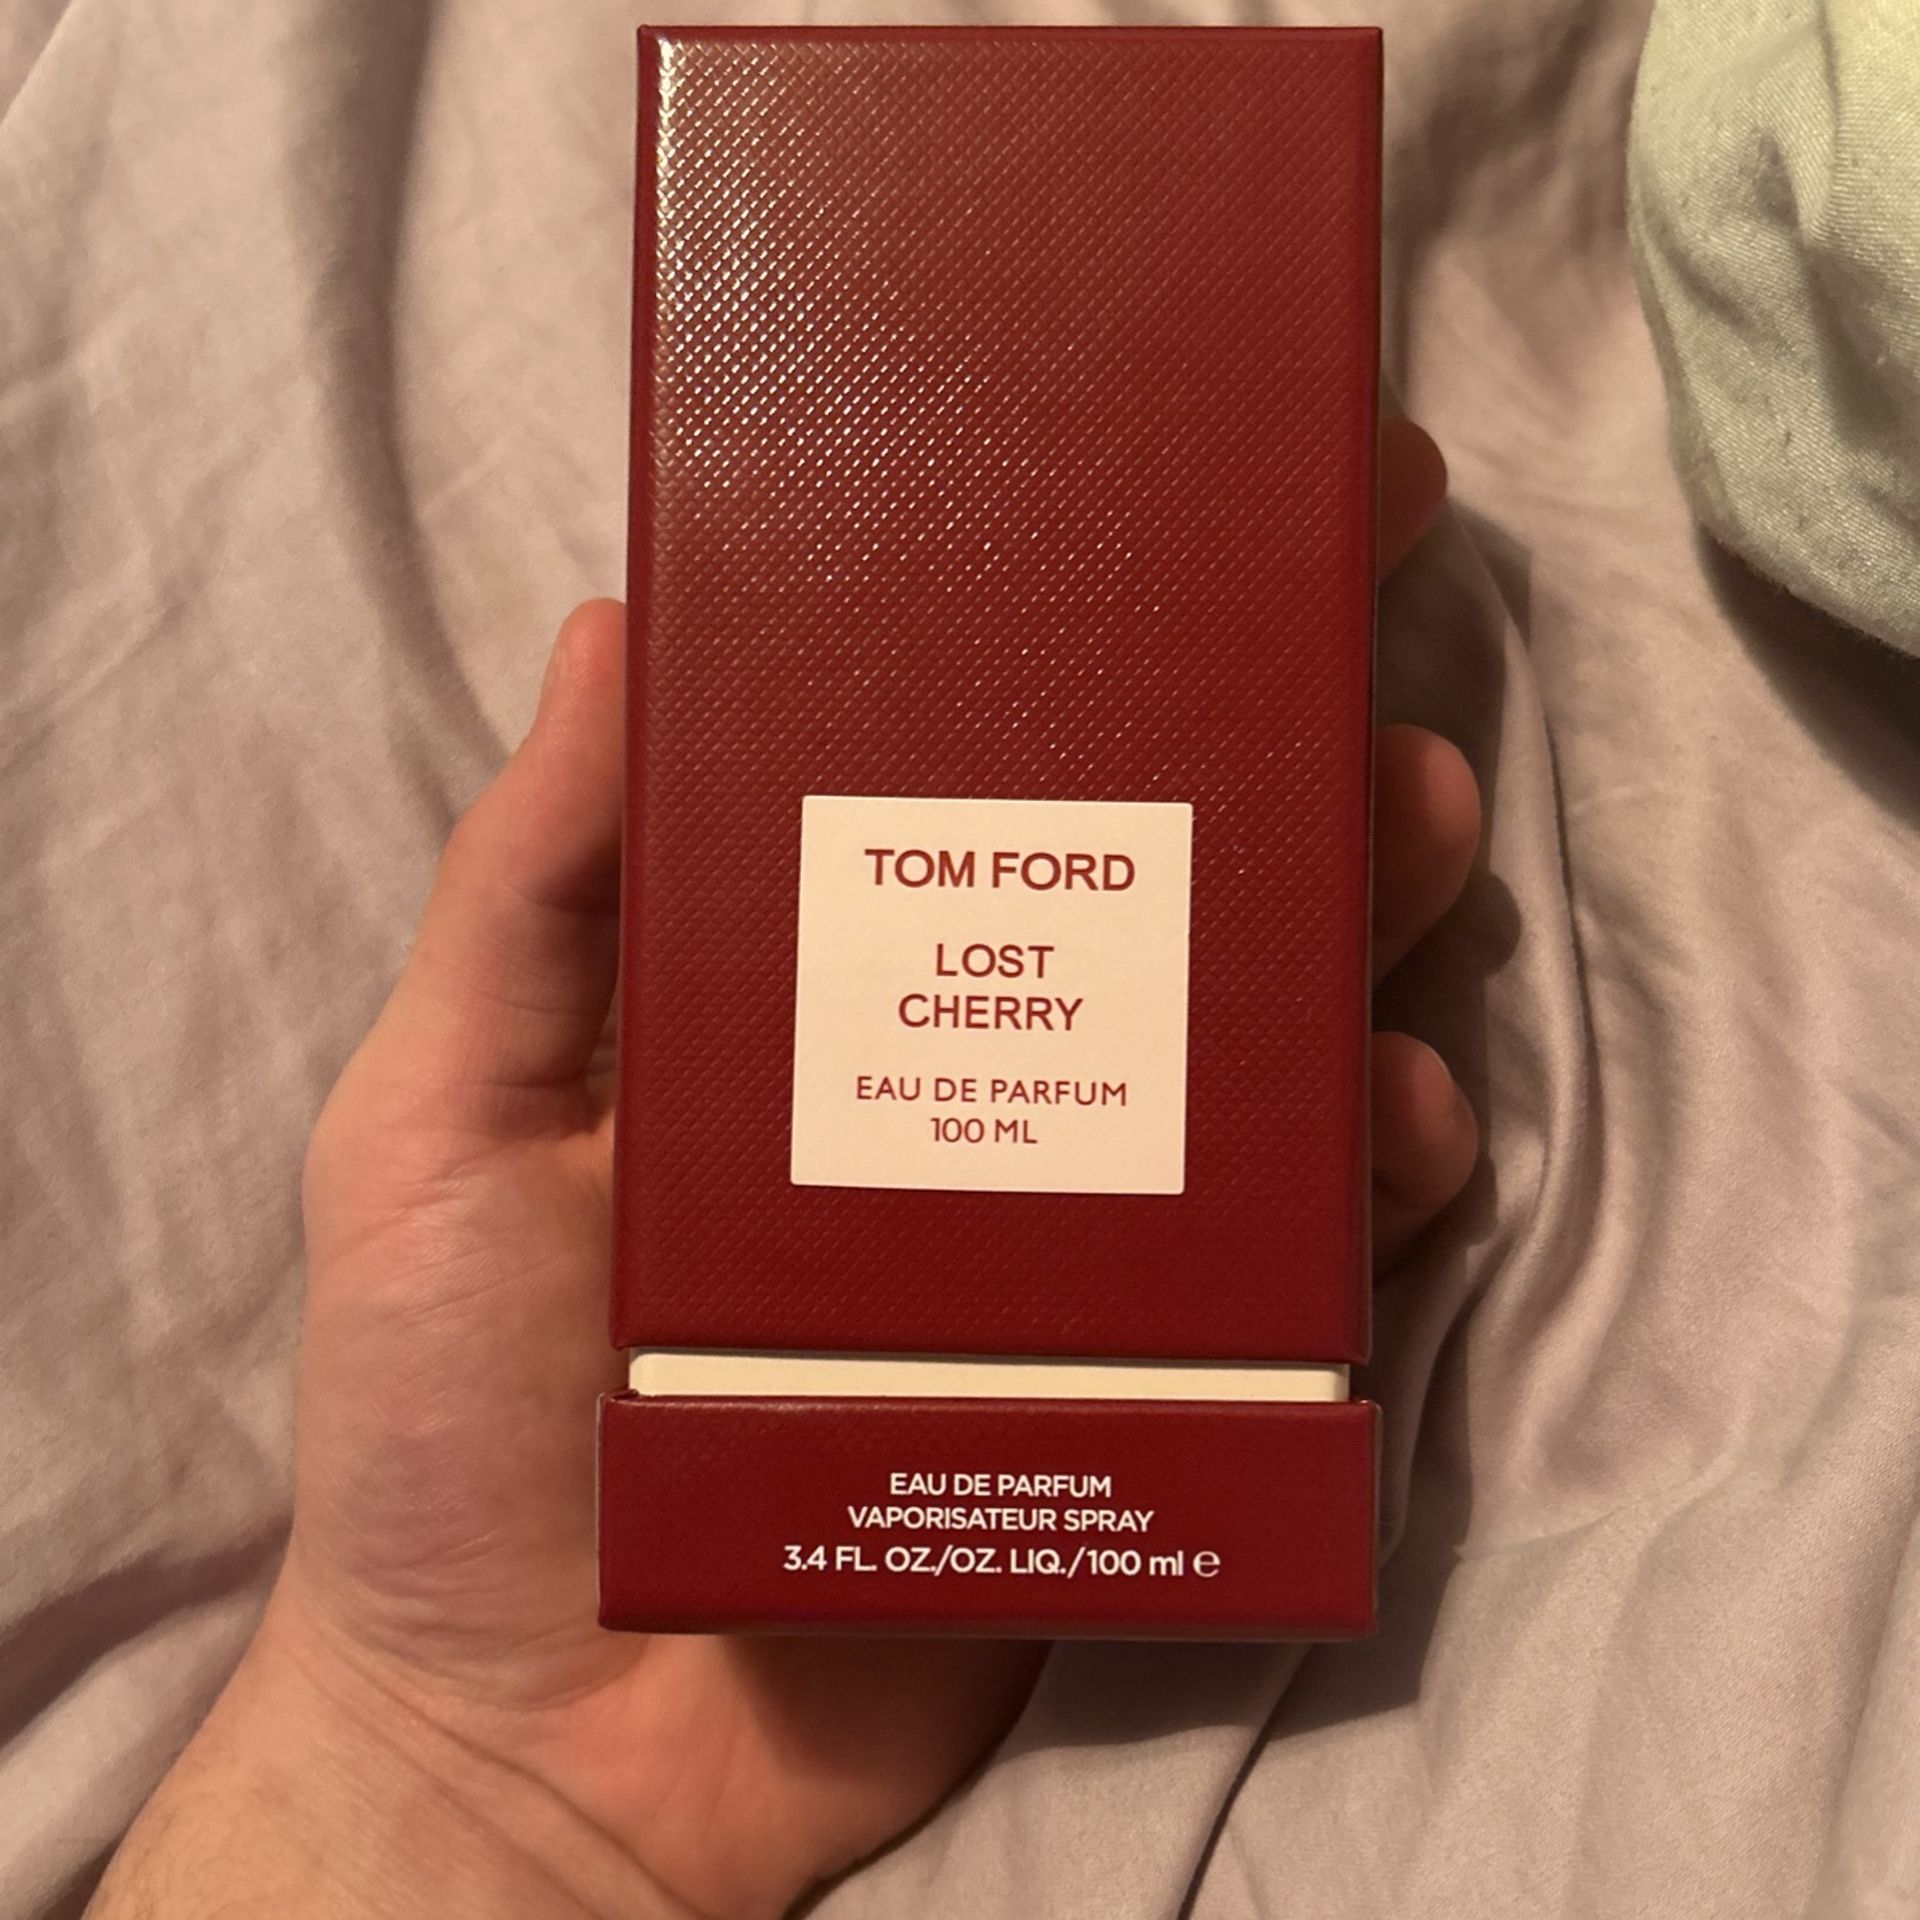 TOM FORD
LOST
CHERRY
EAU DE PARFUM
100 ML
EAU DE PARFUM
VAPORISATEUR SPRAY
3.4 FL. OZ./OZ. LIQ./100 ml ℮